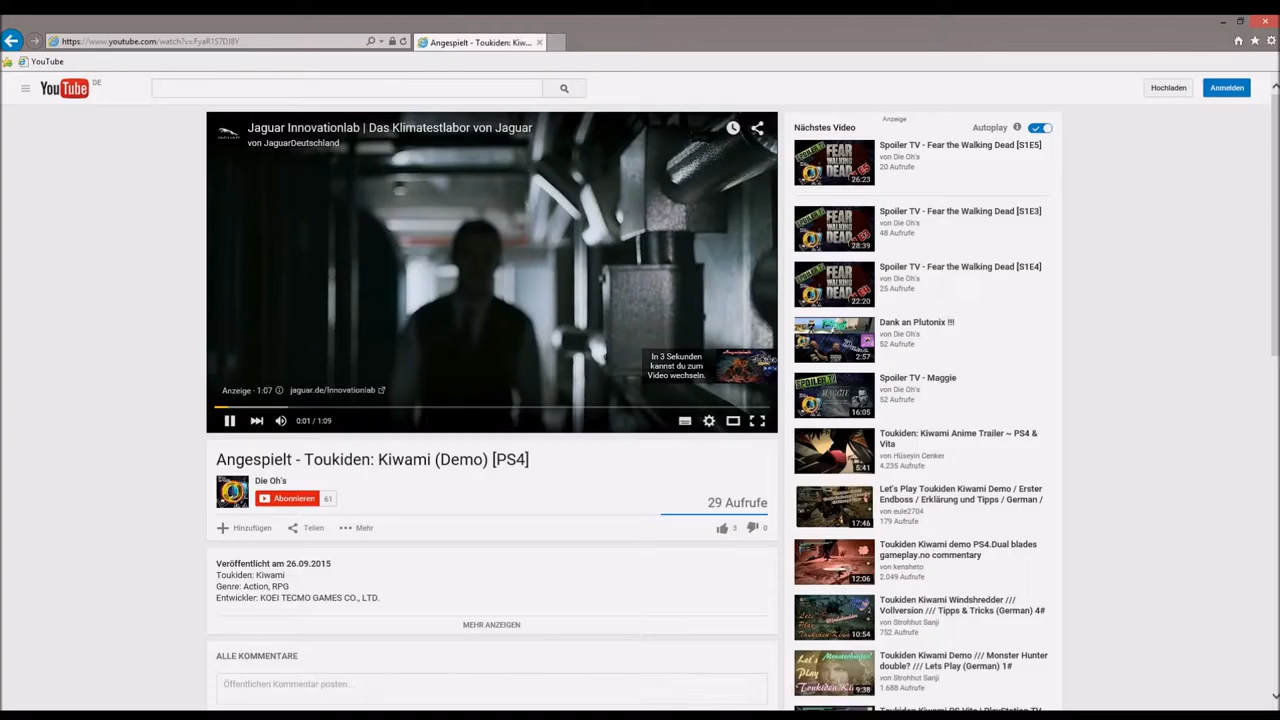 https://www.youtube.com/watch?v=FyaR1S7DJ8Y
Angespielt - Toukiden: Kiw...
YouTube
YouTube DE
Hochladen
Anmelden
Jaguar Innovationlab | Das Klimatestlabor von Jaguar
von JaguarDeutschland
In 3 Sekunden
kannst du zum
Video wechseln.
Anzeige · 1:07
jaguar.de/Innovationlab
0:01 / 1:09
Angespielt - Toukiden: Kiwami (Demo) [PS4]
Die Oh's
Abonnieren 61
29 Aufrufe
Hinzufügen
Teilen
Mehr
3
0
Veröffentlicht am 26.09.2015
Toukiden: Kiwami
Genre: Action, RPG
Entwickler: KOEI TECMO GAMES CO., LTD.
MEHR ANZEIGEN
ALLE KOMMENTARE
Öffentlichen Kommentar posten...
Anzeige
Nächstes Video
Autoplay
Spoiler TV - Fear the Walking Dead [S1E5]
von Die Oh's
20 Aufrufe
26:23
Spoiler TV - Fear the Walking Dead [S1E3]
von Die Oh's
48 Aufrufe
28:39
Spoiler TV - Fear the Walking Dead [S1E4]
von Die Oh's
25 Aufrufe
22:20
Dank an Plutonix !!!
von Die Oh's
52 Aufrufe
2:57
Spoiler TV - Maggie
von Die Oh's
52 Aufrufe
16:05
Toukiden: Kiwami Anime Trailer ~ PS4 &
Vita
von Hüseyin Cenker
4.235 Aufrufe
5:41
Let's Play Toukiden Kiwami Demo / Erster
Endboss / Erklärung und Tipps / German /
von eule2704
179 Aufrufe
17:46
Toukiden Kiwami demo PS4.Dual blades
gameplay.no commentary
von kensheto
2.049 Aufrufe
12:06
Toukiden Kiwami Windshredder ///
Vollversion /// Tipps & Tricks (German) 4#
von Strohhut Sanji
752 Aufrufe
10:54
Toukiden Kiwami Demo /// Monster Hunter
double? /// Lets Play (German) 1#
von Strohhut Sanji
1.688 Aufrufe
9:38